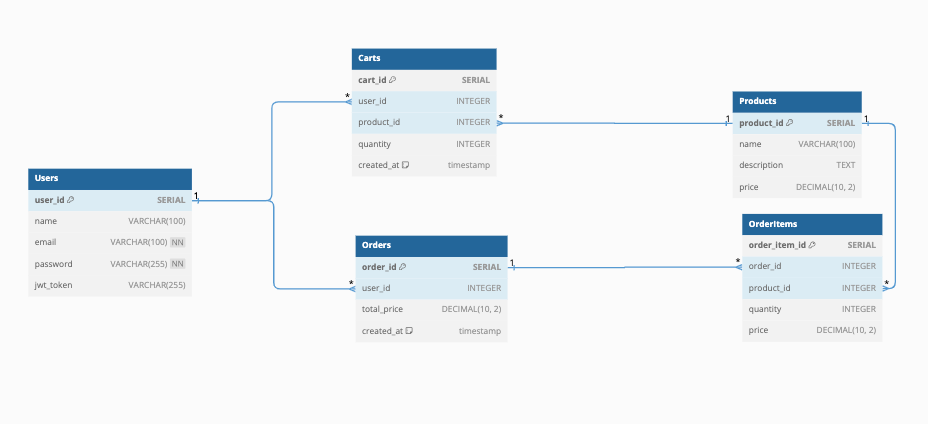 Users
user_id SERIAL
name VARCHAR(100)
email VARCHAR(100) NN
password VARCHAR(255) NN
jwt_token VARCHAR(255)
1
Carts
cart_id SERIAL
* user_id INTEGER
product_id INTEGER *
quantity INTEGER
created_at timestamp
Orders
order_id SERIAL 1
* user_id INTEGER
total_price DECIMAL(10, 2)
created_at timestamp
Products
1 product_id SERIAL 1
name VARCHAR(100)
description TEXT
price DECIMAL(10, 2)
OrderItems
order_item_id SERIAL
* order_id INTEGER
product_id INTEGER *
quantity INTEGER
price DECIMAL(10, 2)